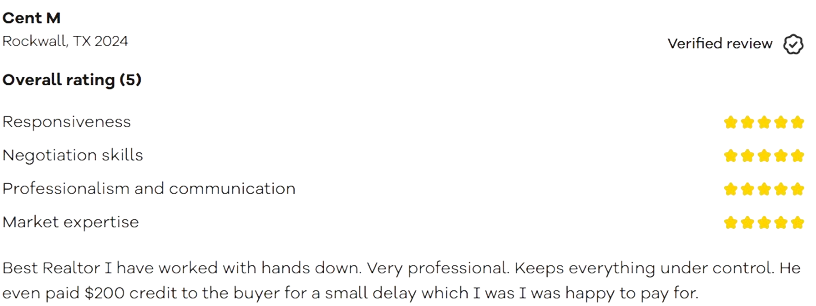 Cent M
Rockwall, TX 2024
Verified review
Overall rating (5)
Responsiveness
Negotiation skills
Professionalism and communication
Market expertise
Best Realtor I have worked with hands down. Very professional. Keeps everything under control. He
even paid $200 credit to the buyer for a small delay which I was I was happy to pay for.